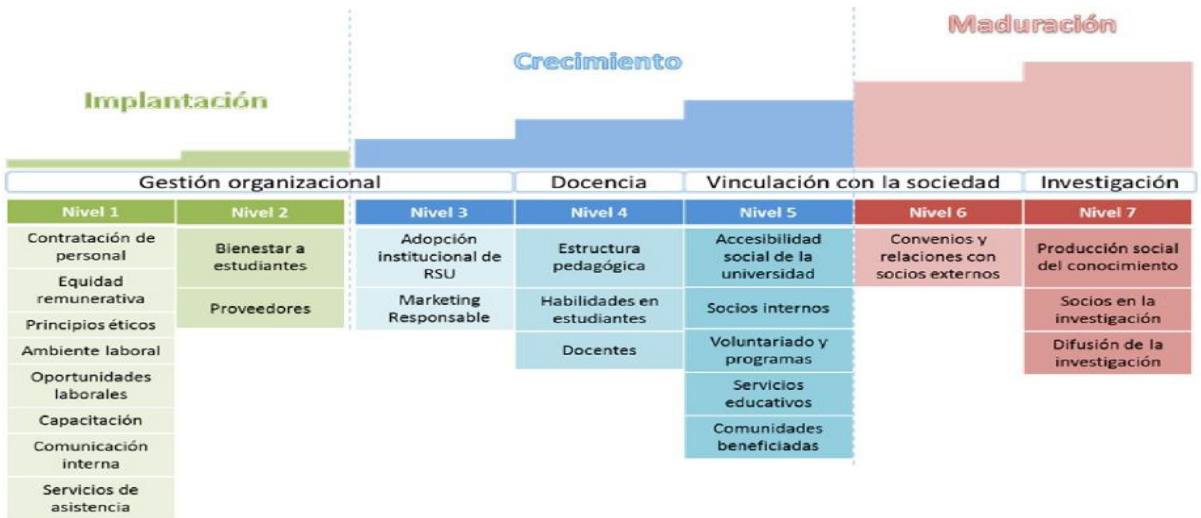 Maduración
Crecimiento
Implantación
Gestión organizacional
Docencia
Vinculación con la sociedad
Investigación
Nivel 1
Nivel 2
Nivel 3
Nivel 4
Nivel 5
Nivel 6
Nivel 7
Contratación de
personal
Equidad
remunerativa
Principios éticos
Ambiente laboral
Oportunidades
laborales
Capacitación
Comunicación
interna
Servicios de
asistencia
Bienestar a
estudiantes
Proveedores
Adopción
institucional de
RSU
Marketing
Responsable
Estructura
pedagógica
Habilidades en
estudiantes
Docentes
Accesibilidad
social de la
universidad
Socios internos
Voluntariado y
programas
Servicios
educativos
Comunidades
beneficiadas
Convenios y
relaciones con
socios externos
Producción social
del conocimiento
Socios en la
investigación
Difusión de la
investigación